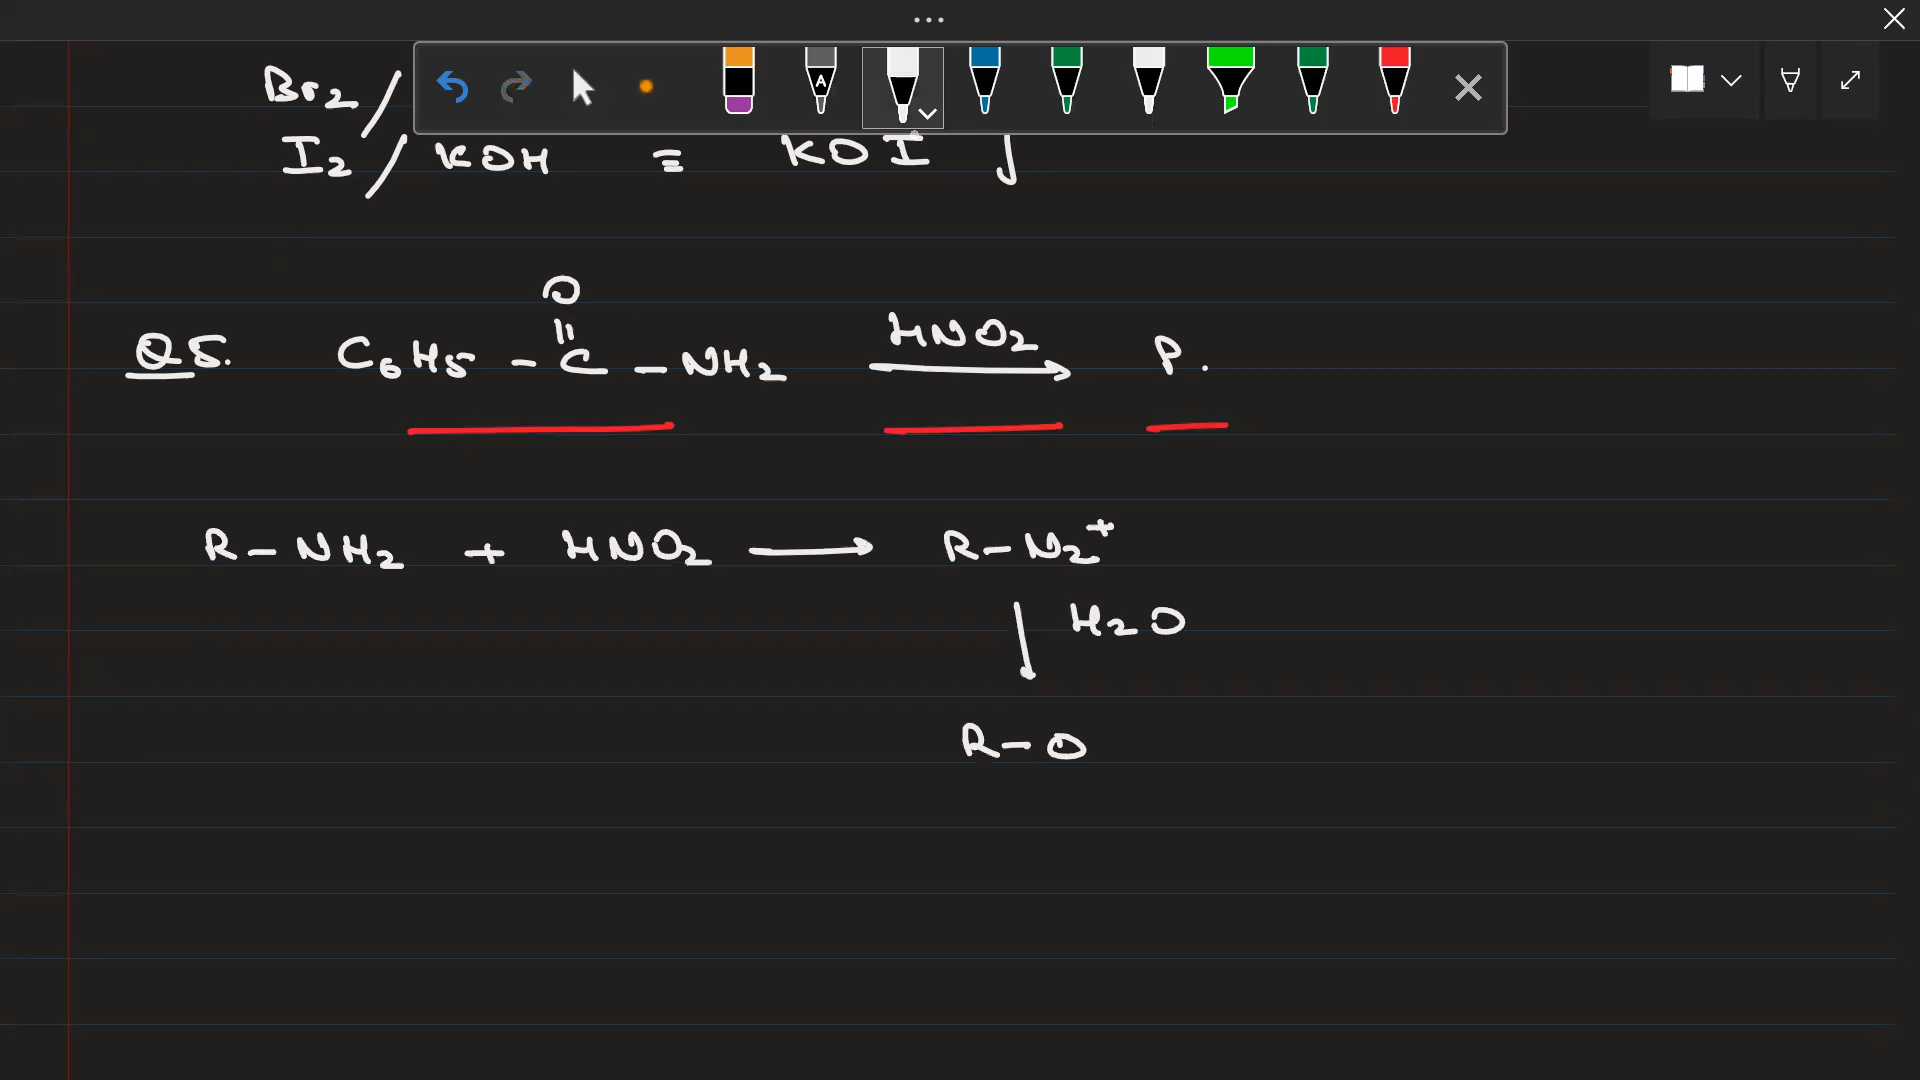 Br2/
I2/ KOH = KOI
O
||
Q5. C6H5 - C - NH2 HNO2 → P.
R - NH2 + HNO2 → R - N2+
↓ H2O
R - O